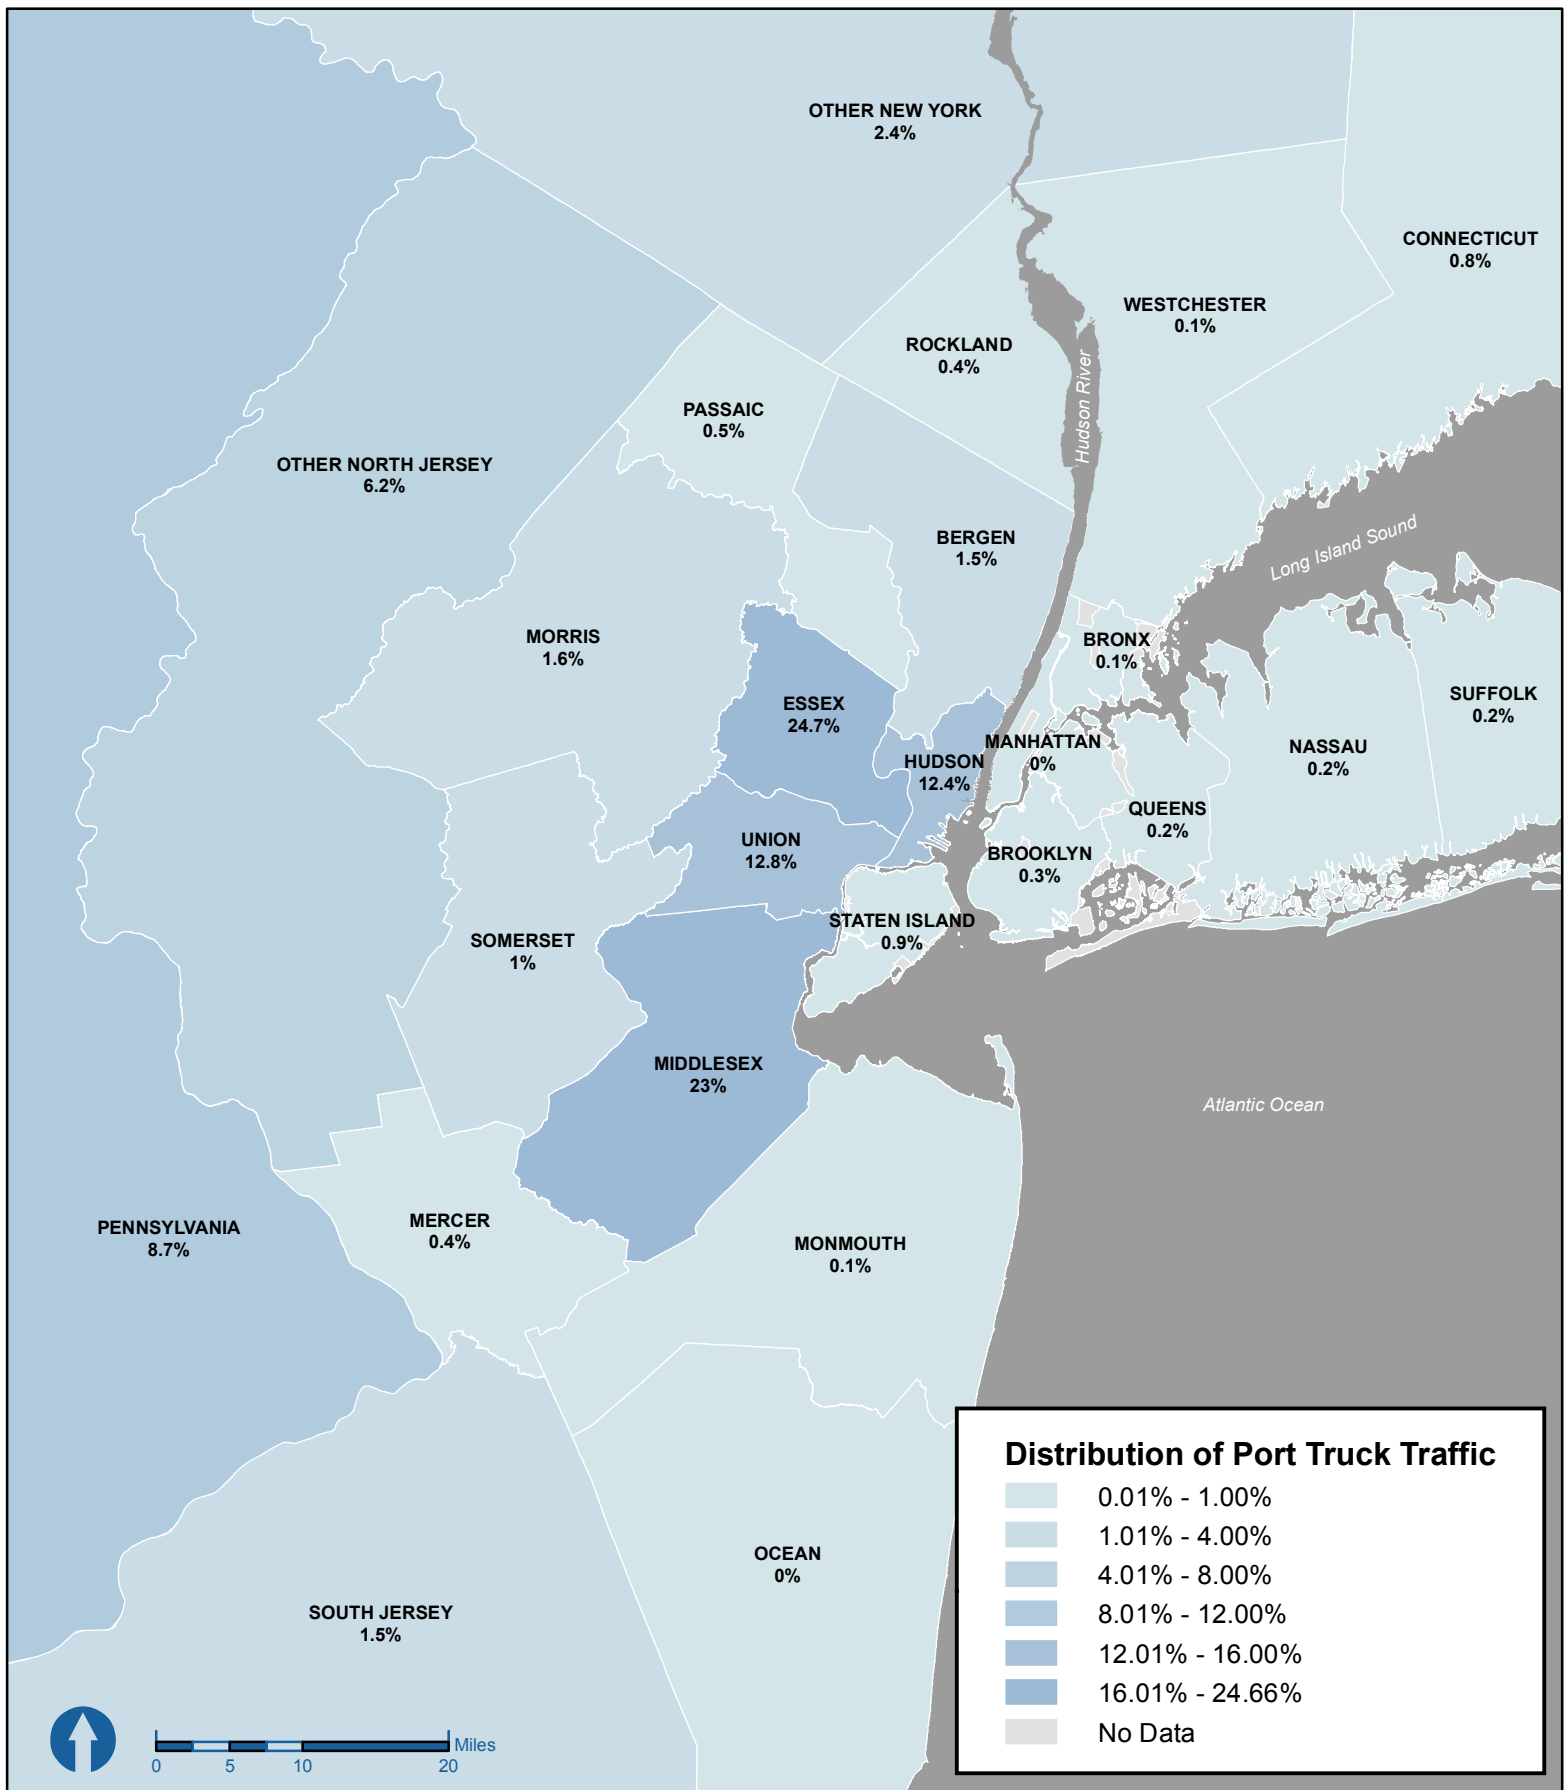 OTHER NEW YORK
2.4%
CONNECTICUT
0.8%
WESTCHESTER
0.1%
ROCKLAND
0.4%
Hudson River
PASSAIC
0.5%
OTHER NORTH JERSEY
6.2%
BERGEN
1.5%
Long Island Sound
MORRIS
1.6%
BRONX
0.1%
ESSEX
24.7%
SUFFOLK
0.2%
MANHATTAN
0%
NASSAU
0.2%
HUDSON
12.4%
QUEENS
0.2%
UNION
12.8%
BROOKLYN
0.3%
STATEN ISLAND
0.9%
SOMERSET
1%
MIDDLESEX
23%
Atlantic Ocean
PENNSYLVANIA
8.7%
MERCER
0.4%
MONMOUTH
0.1%
OCEAN
0%
SOUTH JERSEY
1.5%
Distribution of Port Truck Traffic
0.01% - 1.00%
1.01% - 4.00%
4.01% - 8.00%
8.01% - 12.00%
12.01% - 16.00%
16.01% - 24.66%
No Data
Miles
0 5 10 20